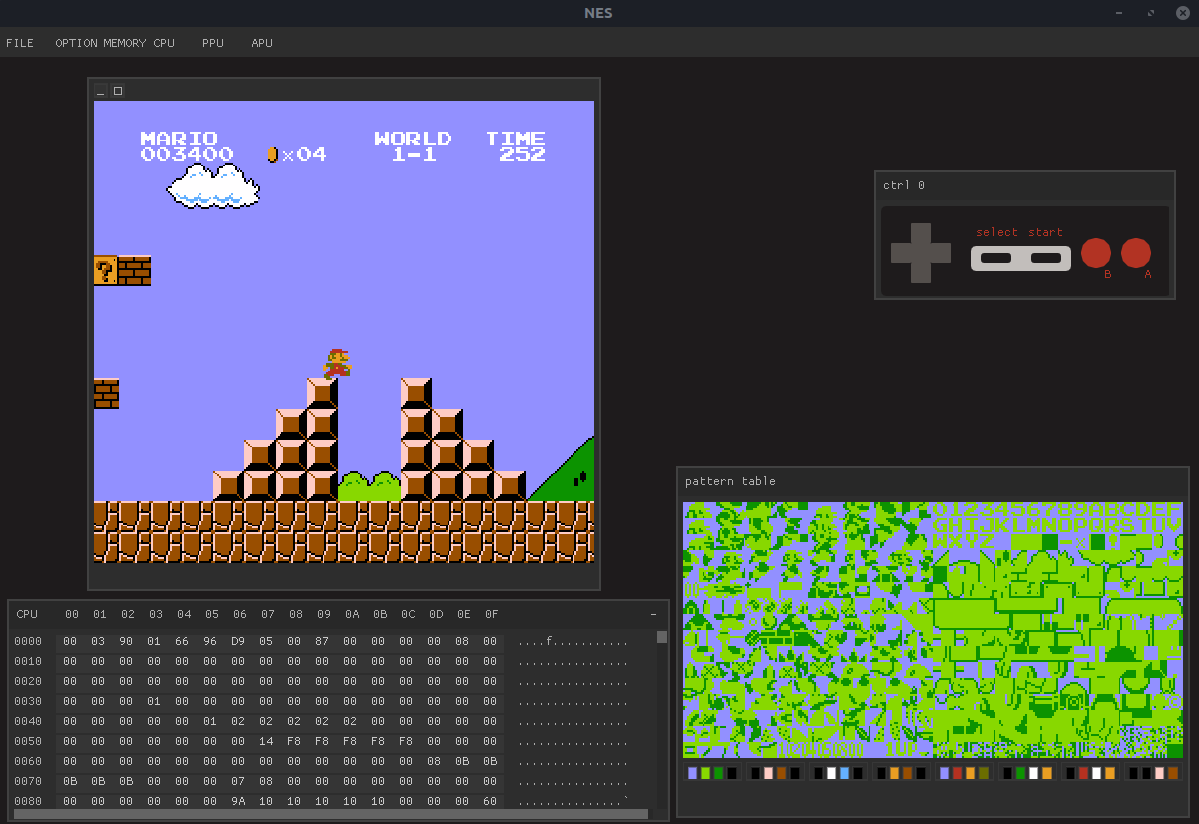 NES
FILE OPTION MEMORY CPU PPU APU
MARIO WORLD TIME
003400 ×04 1-1 252
?
ctrl 0
select start
B A
pattern table
0123456789ABCDEF
GHIJKLMNOPQRSTUV
WXYZ
CPU 00 01 02 03 04 05 06 07 08 09 0A 0B 0C 0D 0E 0F
0000 00 03 90 01 66 96 D9 05 00 87 00 00 00 00 08 00 ....f...........
0010 00 00 00 00 00 00 00 00 00 00 00 00 00 00 00 00 ................
0020 00 00 00 00 00 00 00 00 00 00 00 00 00 00 00 00 ................
0030 00 00 00 01 00 00 00 00 00 00 00 00 00 00 00 00 ................
0040 00 00 00 00 00 01 02 02 02 02 02 00 00 00 00 00 ................
0050 00 00 00 00 00 00 00 14 F8 F8 F8 F8 F8 00 00 00 ................
0060 00 00 00 00 00 00 00 00 00 00 00 00 00 08 0B 0B ................
0070 0B 0B 0B 00 00 00 07 08 00 00 00 00 00 00 00 00 ................
0080 00 00 00 00 00 00 9A 10 10 10 10 10 00 00 00 60 ...............`